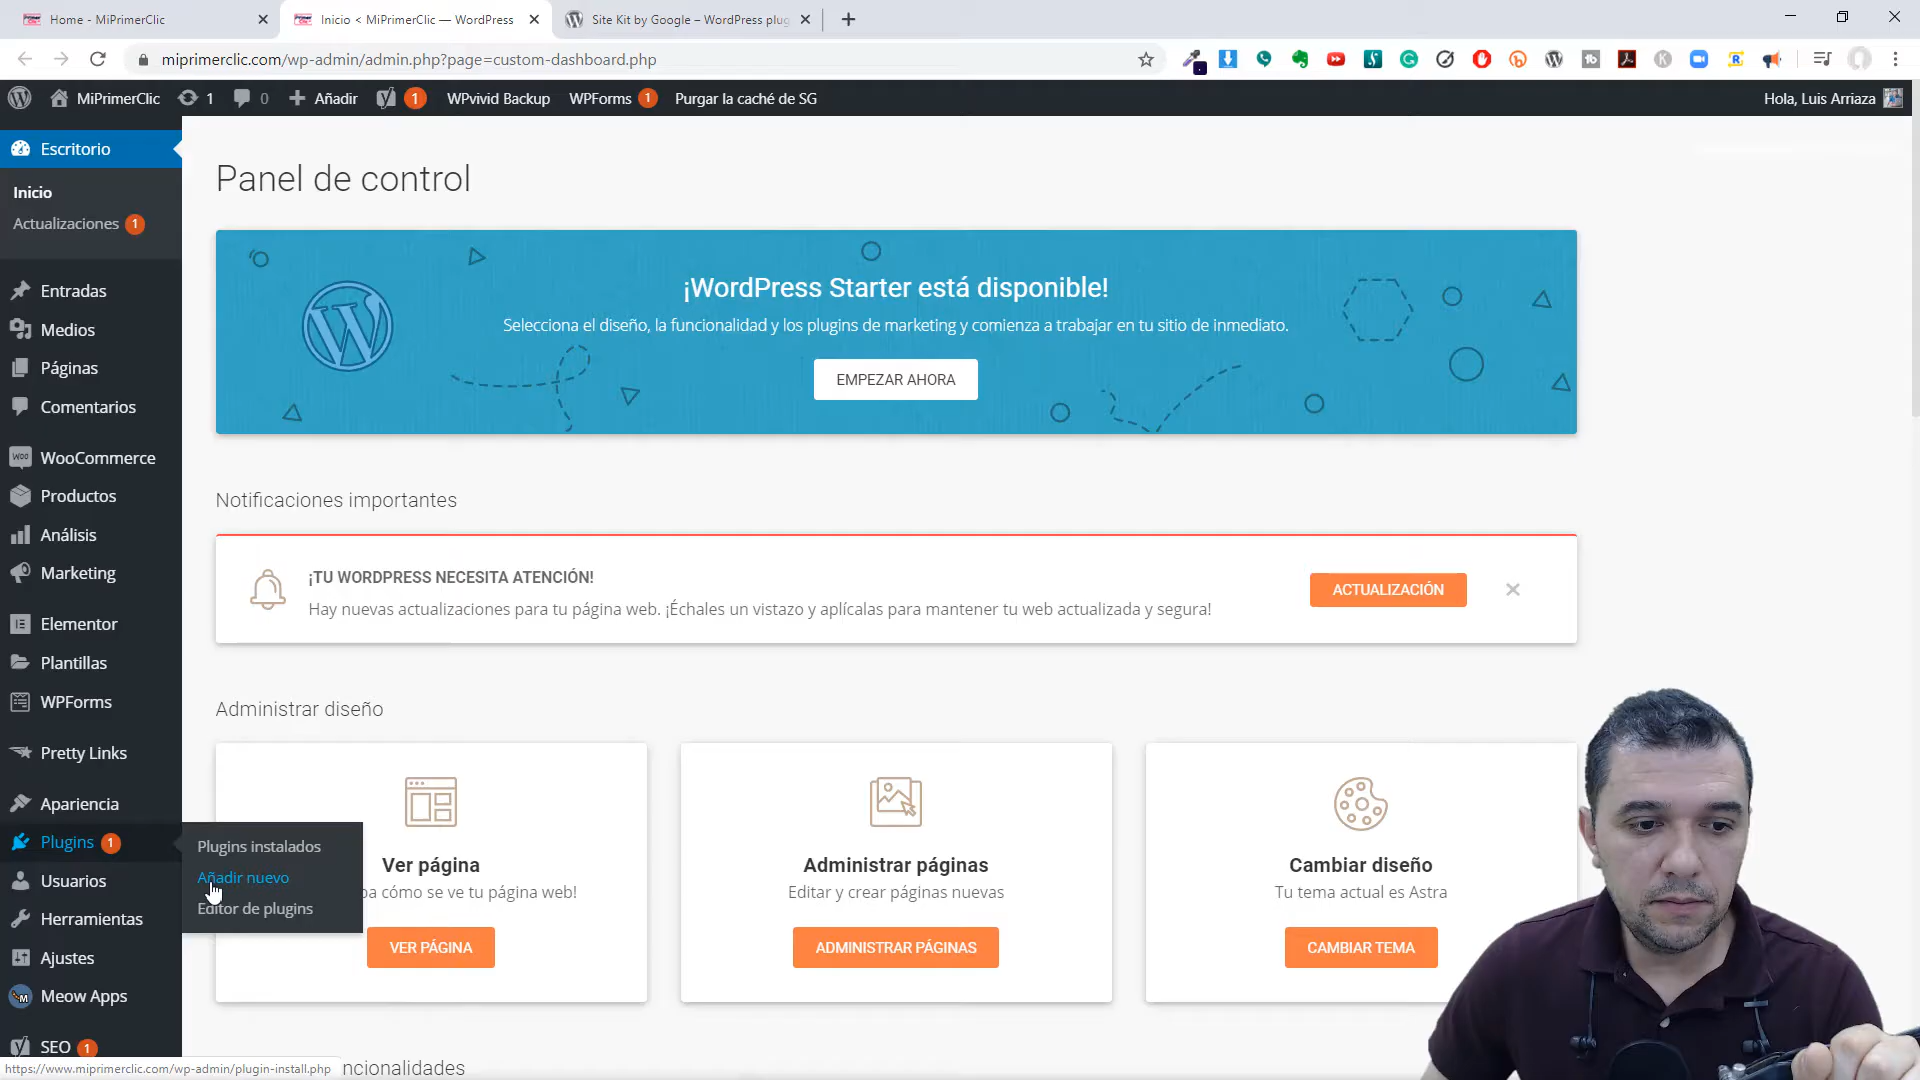 Home - MiPrimerClic
Inicio < MiPrimerClic — WordPress
Site Kit by Google – WordPress plug
miprimerclic.com/wp-admin/admin.php?page=custom-dashboard.php
MiPrimerClic 1 0 Añadir 1 WPvivid Backup WPForms 1 Purgar la caché de SG
Hola, Luis Arriaza
Escritorio
Inicio
Actualizaciones 1
Entradas
Medios
Páginas
Comentarios
WooCommerce
Productos
Análisis
Marketing
Elementor
Plantillas
WPForms
Pretty Links
Apariencia
Plugins 1
Usuarios
Herramientas
Ajustes
Meow Apps
SEO 1
Plugins instalados
Añadir nuevo
Editor de plugins
Panel de control
¡WordPress Starter está disponible!
Selecciona el diseño, la funcionalidad y los plugins de marketing y comienza a trabajar en tu sitio de inmediato.
EMPEZAR AHORA
Notificaciones importantes
¡TU WORDPRESS NECESITA ATENCIÓN!
Hay nuevas actualizaciones para tu página web. ¡Échales un vistazo y aplícalas para mantener tu web actualizada y segura!
ACTUALIZACIÓN
Administrar diseño
Ver página
ba cómo se ve tu página web!
VER PÁGINA
Administrar páginas
Editar y crear páginas nuevas
ADMINISTRAR PÁGINAS
Cambiar diseño
Tu tema actual es Astra
CAMBIAR TEMA
ncionalidades
https://www.miprimerclic.com/wp-admin/plugin-install.php